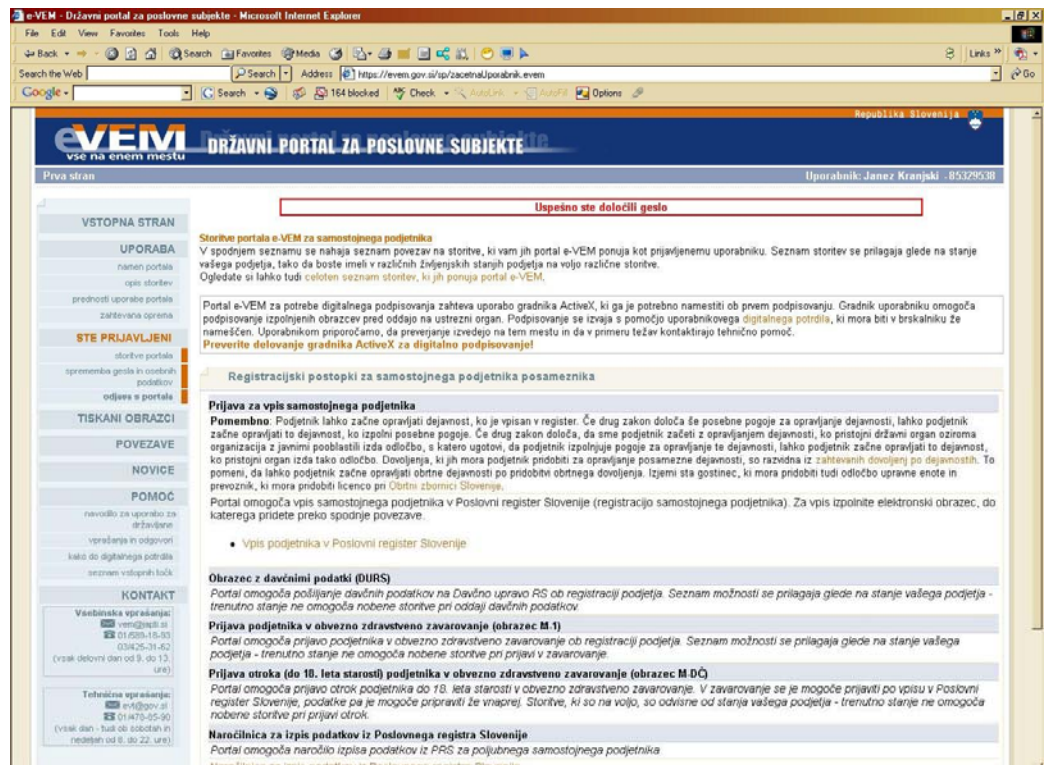 e-VEM - Državni portal za poslovne subjekte - Microsoft Internet Explorer
File Edit View Favorites Tools Help
Back Search Favorites Media Links
Search the Web Search Address https://evem.gov.si/sp/zacetnaUporabnik.evem Go
Google Search 164 blocked Check AutoLink AutoFill Options
Republika Slovenija
eVEM
vse na enem mestu
DRŽAVNI PORTAL ZA POSLOVNE SUBJEKTE
Prva stran
Uporabnik: Janez Kranjski - 85329538
VSTOPNA STRAN
UPORABA
namen portala
opis storitev
prednosti uporabe portala
zahtevana oprema
STE PRIJAVLJENI
storitve portala
sprememba gesla in osebnih
podatkov
odjava s portala
TISKANI OBRAZCI
POVEZAVE
NOVICE
POMOČ
navodilo za uporabo za
državljane
vprašanja in odgovori
kako do digitalnega potrdila
seznam vstopnih točk
KONTAKT
Vsebinska vprašanja:
vem@japti.si
01/589-18-93
03/425-31-62
(vsak delovni dan od 9. do 13.
ure)
Tehnična vprašanja:
evt@gov.si
01/478-85-90
(vsak dan - tudi ob sobotah in
nedeljah od 6. do 22. ure)
Uspešno ste določili geslo
Storitve portala e-VEM za samostojnega podjetnika
V spodnjem seznamu se nahaja seznam povezav na storitve, ki vam jih portal e-VEM ponuja kot prijavljenemu uporabniku. Seznam storitev se prilagaja glede na stanje
vašega podjetja, tako da boste imeli v različnih življenjskih stanjih podjetja na voljo različne storitve.
Ogledate si lahko tudi celoten seznam storitev, ki jih ponuja portal e-VEM.
Portal e-VEM za potrebe digitalnega podpisovanja zahteva uporabo gradnika ActiveX, ki ga je potrebno namestiti ob prvem podpisovanju. Gradnik uporabniku omogoča
podpisovanje izpolnjenih obrazcev pred oddajo na ustrezni organ. Podpisovanje se izvaja s pomočjo uporabnikovega digitalnega potrdila, ki mora biti v brskalniku že
nameščen. Uporabnikom priporočamo, da preverjanje izvedejo na tem mestu in da v primeru težav kontaktirajo tehnično pomoč.
Preverite delovanje gradnika ActiveX za digitalno podpisovanje!
Registracijski postopki za samostojnega podjetnika posameznika
Prijava za vpis samostojnega podjetnika
Pomembno: Podjetnik lahko začne opravljati dejavnost, ko je vpisan v register. Če drug zakon določa še posebne pogoje za opravljanje dejavnosti, lahko podjetnik
začne opravljati to dejavnost, ko izpolni posebne pogoje. Če drug zakon določa, da sme podjetnik začeti z opravljanjem dejavnosti, ko pristojni državni organ oziroma
organizacija z javnimi pooblastili izda odločbo, s katero ugotovi, da podjetnik izpolnjuje pogoje za opravljanje te dejavnosti, lahko podjetnik začne opravljati to dejavnost,
ko pristojni organ izda tako odločbo. Dovoljenja, ki jih mora podjetnik pridobiti za opravljanje posamezne dejavnosti, so razvidna iz zahtevanih dovoljenj po dejavnostih. To
pomeni, da lahko podjetnik začne opravljati obrtne dejavnosti po pridobitvi obrtnega dovoljenja. Izjemi sta gostinec, ki mora pridobiti tudi odločbo upravne enote in
prevoznik, ki mora pridobiti licenco pri Obrtni zbornici Slovenije.
Portal omogoča vpis samostojnega podjetnika v Poslovni register Slovenije (registracijo samostojnega podjetnika). Za vpis izpolnite elektronski obrazec, do
katerega pridete preko spodnje povezave.
• Vpis podjetnika v Poslovni register Slovenije
Obrazec z davčnimi podatki (DURS)
Portal omogoča pošiljanje davčnih podatkov na Davčno upravo RS ob registraciji podjetja. Seznam možnosti se prilagaja glede na stanje vašega podjetja -
trenutno stanje ne omogoča nobene storitve pri oddaji davčnih podatkov.
Prijava podjetnika v obvezno zdravstveno zavarovanje (obrazec M-1)
Portal omogoča prijavo podjetnika v obvezno zdravstveno zavarovanje ob registraciji podjetja. Seznam možnosti se prilagaja glede na stanje vašega
podjetja - trenutno stanje ne omogoča nobene storitve pri prijavi v zavarovanje.
Prijava otroka (do 18. leta starosti) podjetnika v obvezno zdravstveno zavarovanje (obrazec M-DČ)
Portal omogoča prijavo otrok podjetnika do 18. leta starosti v obvezno zdravstveno zavarovanje. V zavarovanje se je mogoče prijaviti po vpisu v Poslovni
register Slovenije, podatke pa je mogoče pripraviti že vnaprej. Storitve, ki so na voljo, so odvisne od stanja vašega podjetja - trenutno stanje ne omogoča
nobene storitve pri prijavi otrok.
Naročilnica za izpis podatkov iz Poslovnega registra Slovenije
Portal omogoča naročilo izpisa podatkov iz PRS za poljubnega samostojnega podjetnika